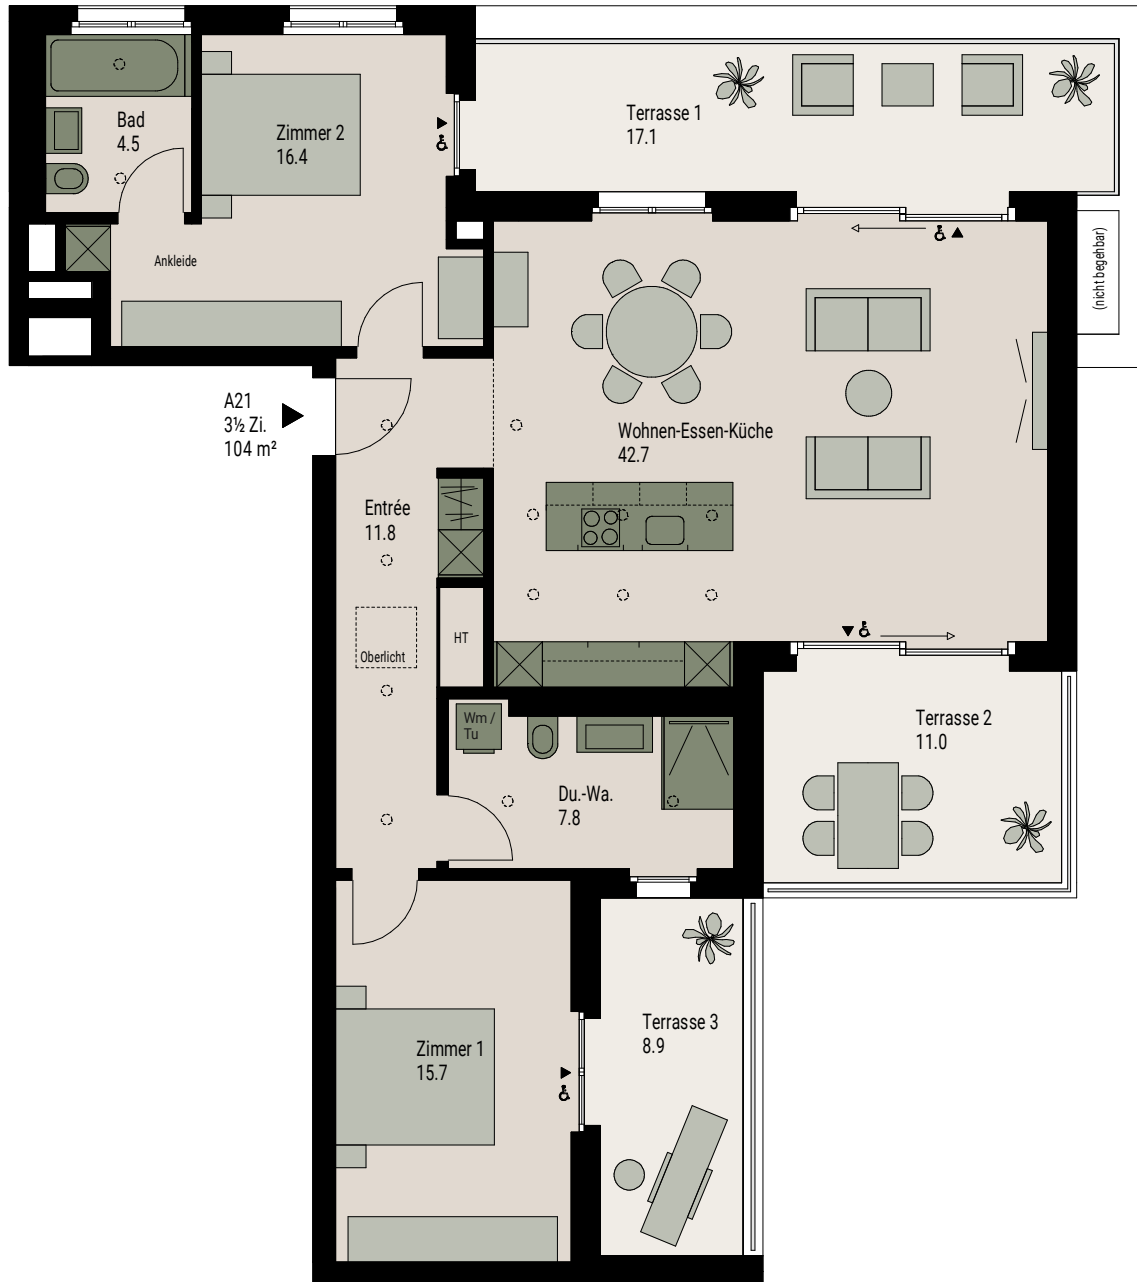 Bad
4.5
Zimmer 2
16.4
Terrasse 1
17.1
Ankleide
(nicht begehbar)
A21
3½ Zi.
104 m²
Wohnen-Essen-Küche
42.7
Entrée
11.8
HT
Oberlicht
Wm /
Tu
Du.-Wa.
7.8
Terrasse 2
11.0
Zimmer 1
15.7
Terrasse 3
8.9